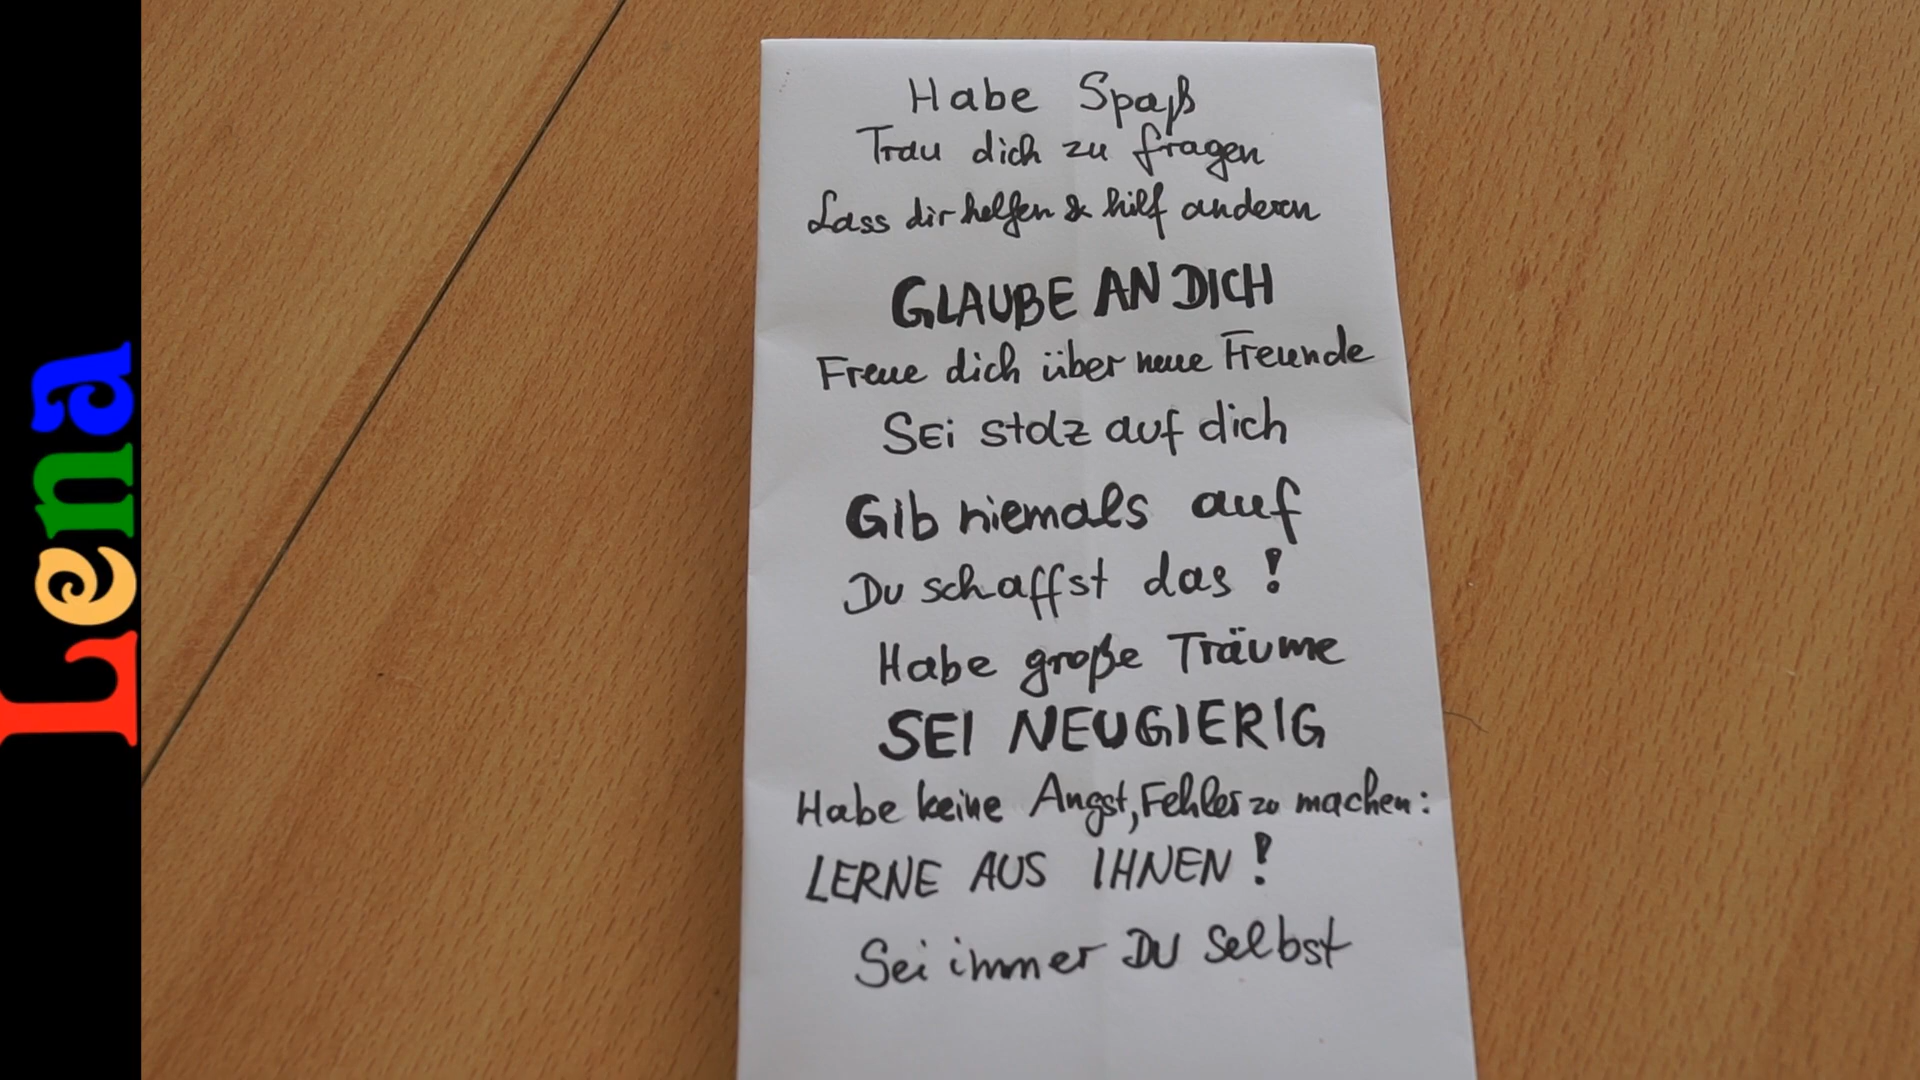 Lena
Habe Spaß
Trau dich zu fragen
Lass dir helfen & hilf anderen
GLAUBE AN DICH
Freue dich über neue Freunde
SEi stolz auf dich
GIb niemals auf
Du schaffst das !
Habe große Träume
SEI NEUGIERIG
Habe keine Angst, Fehler zu machen:
LERNE AUS IHNEN !
Sei immer DU Selbst